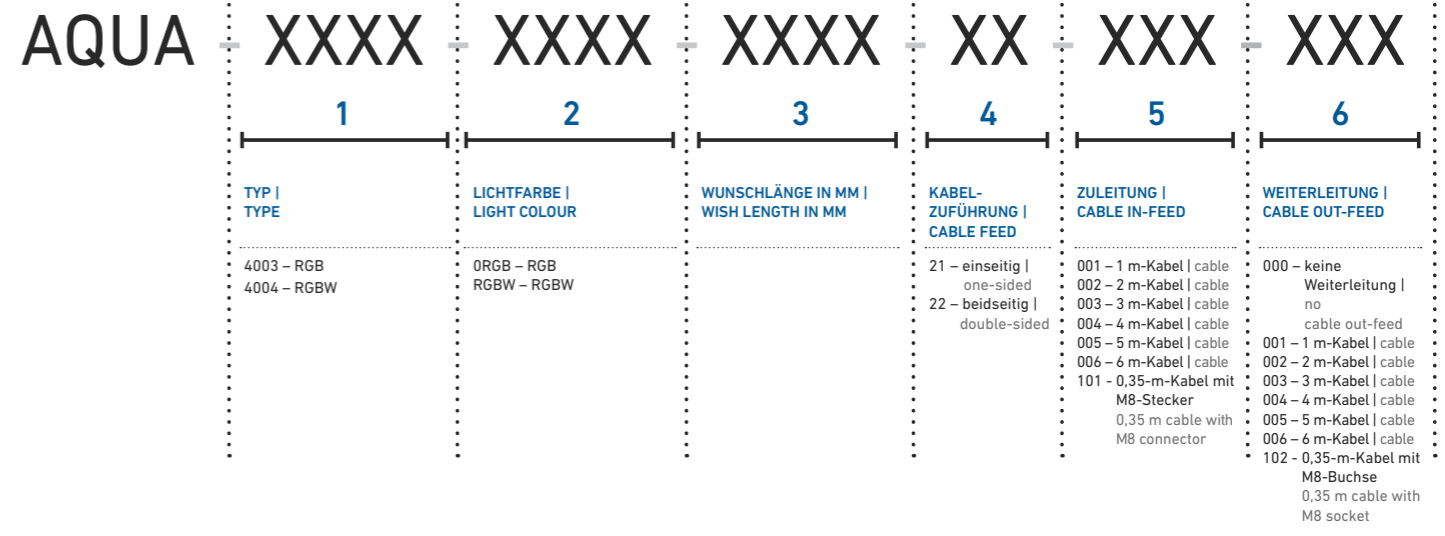 AQUA - XXXX - XXXX - XXXX - XX - XXX - XXX
1
2
3
4
5
6
TYP |
TYPE
LICHTFARBE |
LIGHT COLOUR
WUNSCHLÄNGE IN MM |
WISH LENGTH IN MM
KABEL-
ZUFÜHRUNG |
CABLE FEED
ZULEITUNG |
CABLE IN-FEED
WEITERLEITUNG |
CABLE OUT-FEED
4003 – RGB
4004 – RGBW
0RGB – RGB
RGBW – RGBW
21 – einseitig |
one-sided
22 – beidseitig |
double-sided
001 – 1 m-Kabel | cable
002 – 2 m-Kabel | cable
003 – 3 m-Kabel | cable
004 – 4 m-Kabel | cable
005 – 5 m-Kabel | cable
006 – 6 m-Kabel | cable
101 - 0,35-m-Kabel mit
M8-Stecker
0,35 m cable with
M8 connector
000 – keine
Weiterleitung |
no
cable out-feed
001 – 1 m-Kabel | cable
002 – 2 m-Kabel | cable
003 – 3 m-Kabel | cable
004 – 4 m-Kabel | cable
005 – 5 m-Kabel | cable
006 – 6 m-Kabel | cable
102 - 0,35-m-Kabel mit
M8-Buchse
0,35 m cable with
M8 socket